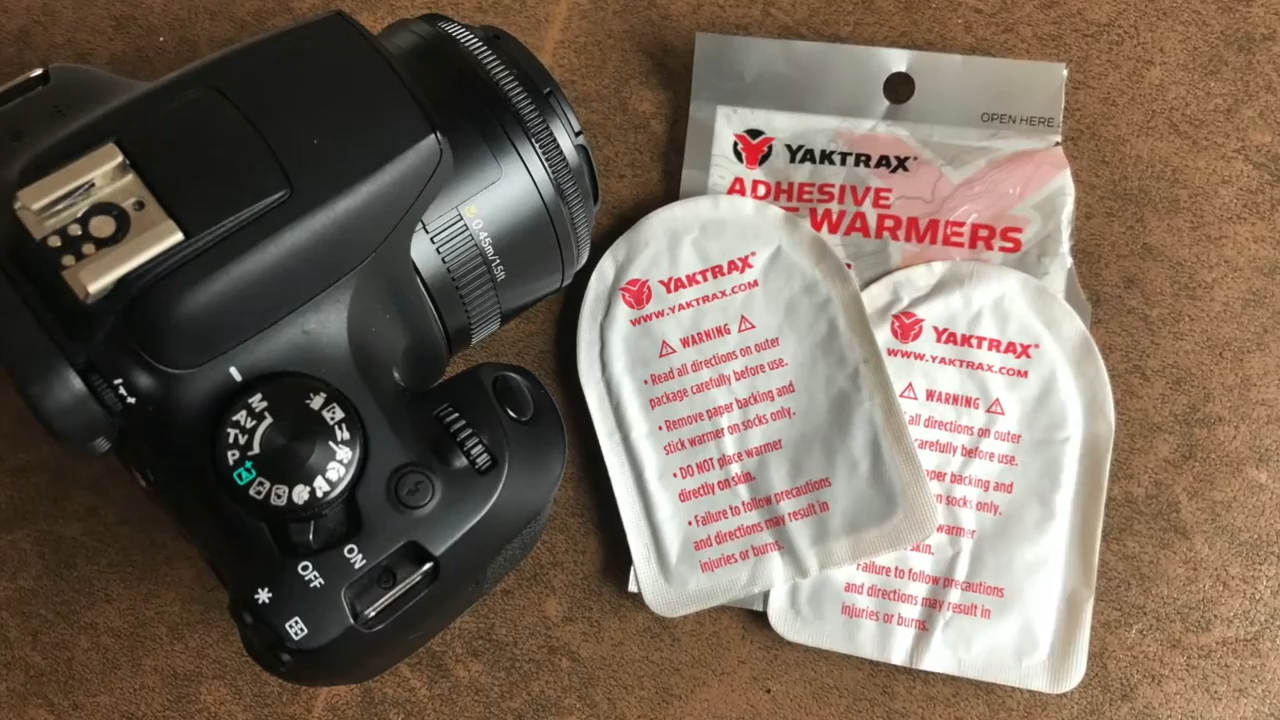 0.45m/1.5ft
M
Av
Tv
P
A+
ON
OFF
*
OPEN HERE
YAKTRAX
ADHESIVE
WARMERS
YAKTRAX®
WWW.YAKTRAX.COM
WARNING
• Read all directions on outer
package carefully before use.
• Remove paper backing and
stick warmer on socks only.
• DO NOT place warmer
directly on skin.
• Failure to follow precautions
and directions may result in
injuries or burns.
YAKTRAX®
WWW.YAKTRAX.COM
WARNING
all directions on outer
carefully before use.
backing and
socks only.
warmer
skin.
Failure to follow precautions
and directions may result in
injuries or burns.